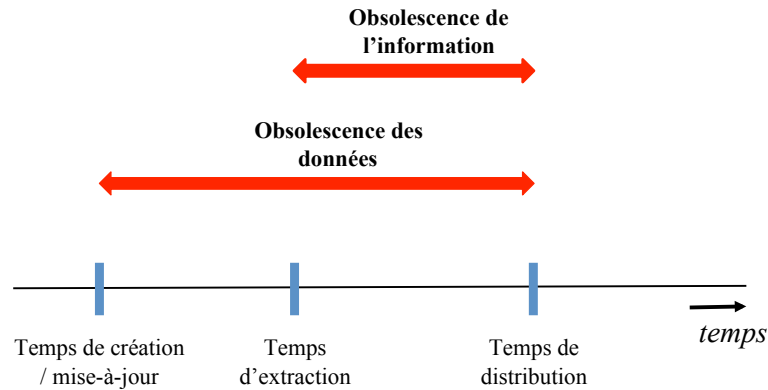 Obsolescence de
l’information
Obsolescence des
données
temps
Temps de création
/ mise-à-jour
Temps
d’extraction
Temps de
distribution